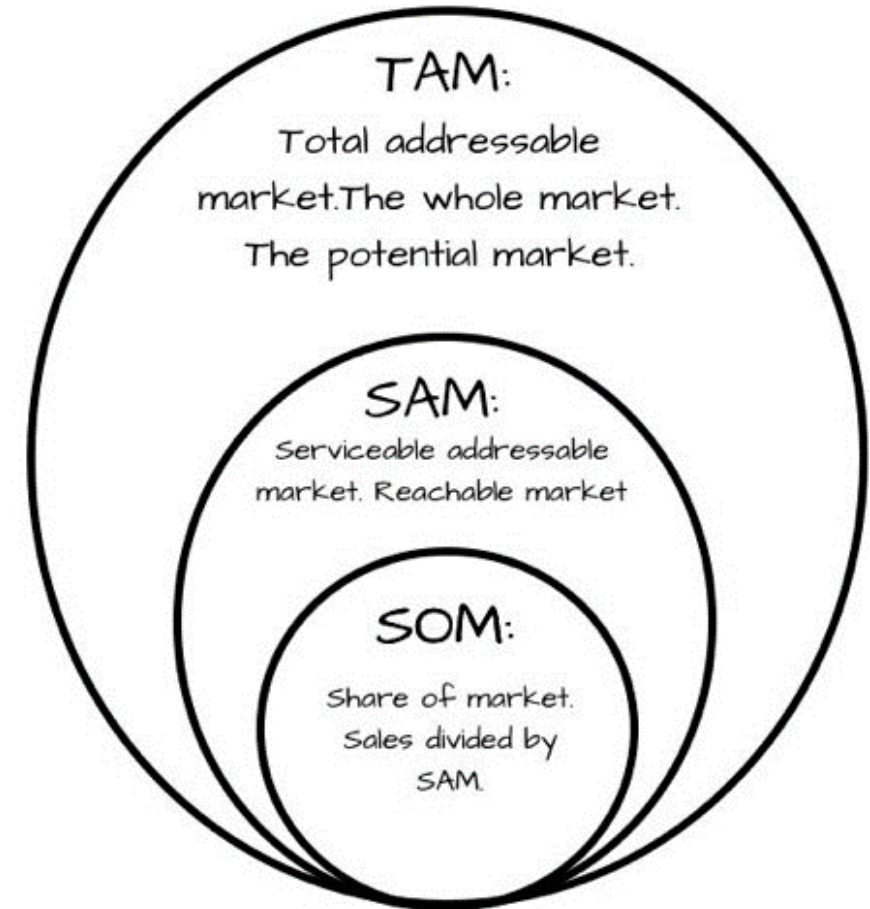 TAM:
Total addressable
market.The whole market.
The potential market.
SAM:
Serviceable addressable
market. Reachable market
SOM:
Share of market.
Sales divided by
SAM.